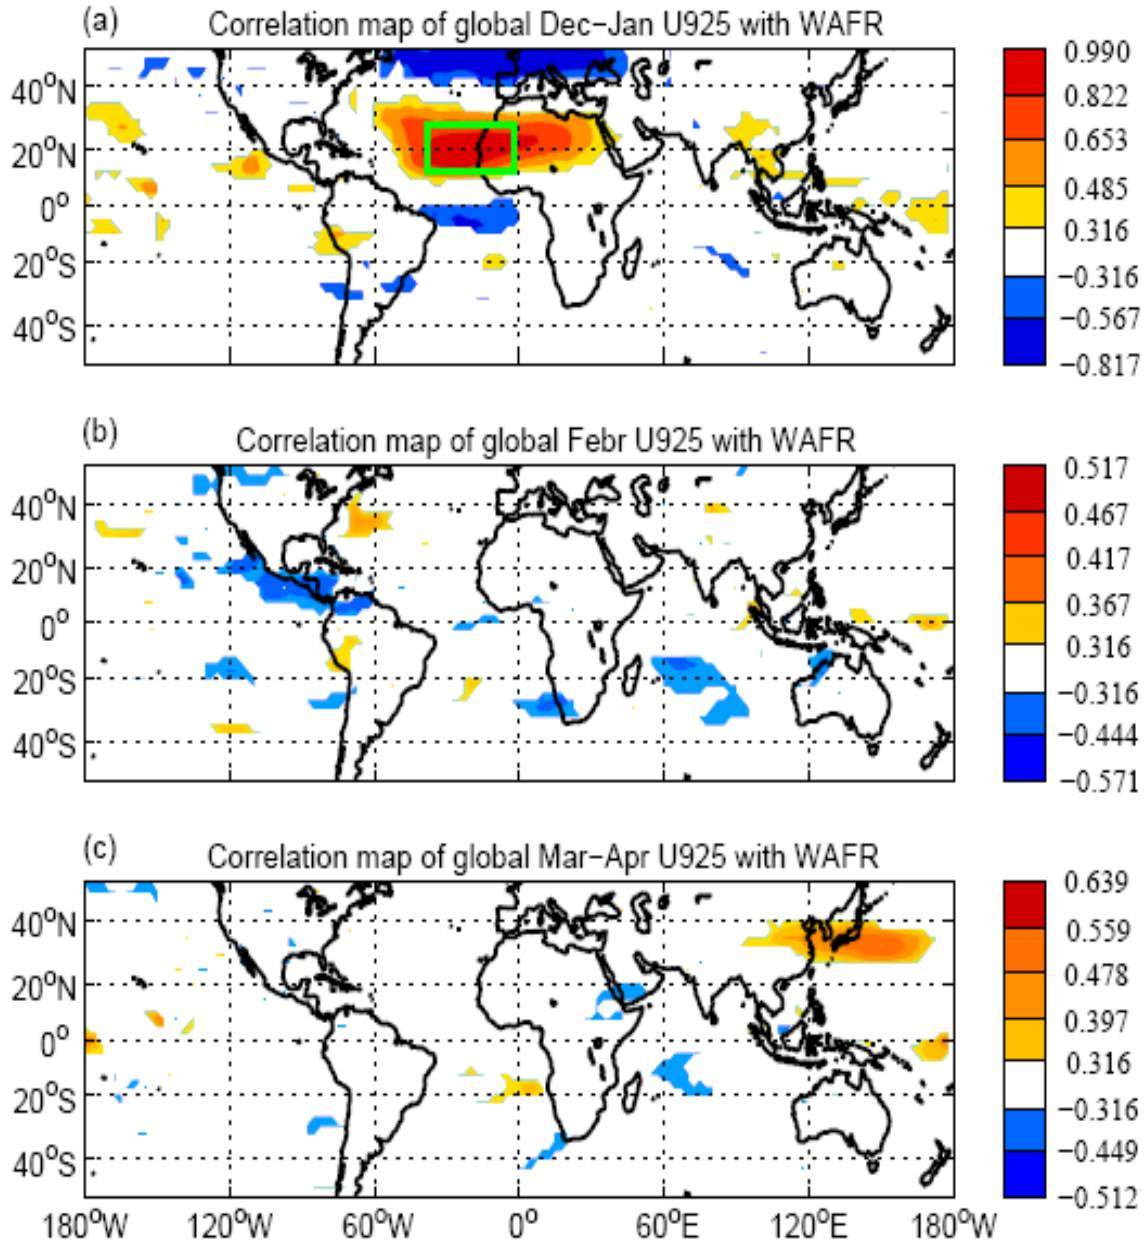 (a)
Correlation map of global Dec-Jan U925 with WAFR
40°N
20°N
0°
20°S
40°S
0.990
0.822
0.653
0.485
0.316
−0.316
−0.567
−0.817
(b)
Correlation map of global Febr U925 with WAFR
40°N
20°N
0°
20°S
40°S
0.517
0.467
0.417
0.367
0.316
−0.316
−0.444
−0.571
(c)
Correlation map of global Mar-Apr U925 with WAFR
40°N
20°N
0°
20°S
40°S
0.639
0.559
0.478
0.397
0.316
−0.316
−0.449
−0.512
180°W 120°W 60°W 0° 60°E 120°E 180°W